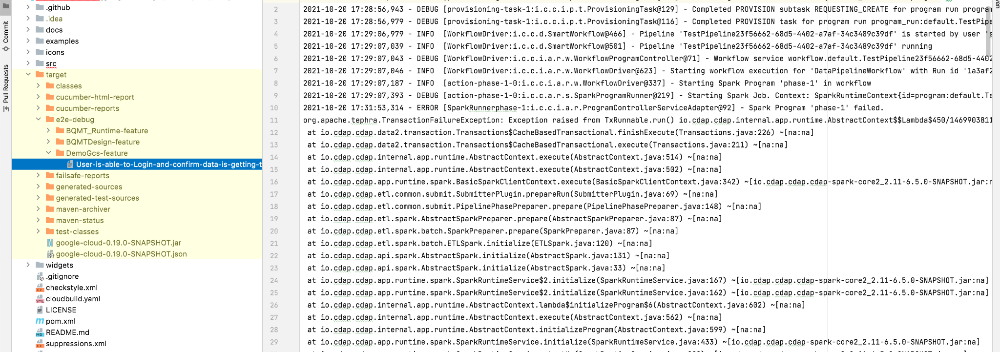 Commit
Pull Requests
.github
.idea
docs
examples
icons
src
target
classes
cucumber-html-report
cucumber-reports
e2e-debug
BQMT_Runtime-feature
BQMTDesign-feature
DemoGcs-feature
User-is-able-to-Login-and-confirm-data-is-getting-t
failsafe-reports
generated-sources
generated-test-sources
maven-archiver
maven-status
test-classes
google-cloud-0.19.0-SNAPSHOT.jar
google-cloud-0.19.0-SNAPSHOT.json
widgets
.gitignore
checkstyle.xml
cloudbuild.yaml
LICENSE
pom.xml
README.md
suppressions.xml
2 2021-10-20 17:28:56,943 - DEBUG [provisioning-task-1:i.c.c.i.p.t.ProvisioningTask@129] - Completed PROVISION subtask REQUESTING_CREATE for program run program
3 2021-10-20 17:28:56,979 - DEBUG [provisioning-task-1:i.c.c.i.p.t.ProvisioningTask@116] - Completed PROVISION task for program run program_run:default.TestPipe
4 2021-10-20 17:29:06,979 - INFO  [WorkflowDriver:i.c.c.d.SmartWorkflow@466] - Pipeline 'TestPipeline23f56662-68d5-4402-a7af-34c3489c39df' is started by user 's
5 2021-10-20 17:29:07,039 - INFO  [WorkflowDriver:i.c.c.d.SmartWorkflow@501] - Pipeline 'TestPipeline23f56662-68d5-4402-a7af-34c3489c39df' running
6 2021-10-20 17:29:07,043 - DEBUG [WorkflowDriver:i.c.c.i.a.r.w.WorkflowProgramController@71] - Workflow service workflow.default.TestPipeline23f56662-68d5-4402
7 2021-10-20 17:29:07,046 - INFO  [WorkflowDriver:i.c.c.i.a.r.w.WorkflowDriver@623] - Starting workflow execution for 'DataPipelineWorkflow' with Run id '1a3af2
8 2021-10-20 17:29:07,187 - INFO  [action-phase-1-0:i.c.c.i.a.r.w.WorkflowDriver@337] - Starting Spark Program 'phase-1' in workflow
9 2021-10-20 17:29:07,393 - DEBUG [action-phase-1-0:i.c.c.a.r.s.SparkProgramRunner@219] - Starting Spark Job. Context: SparkRuntimeContext{id=program:default.Te
10 2021-10-20 17:31:53,314 - ERROR [SparkRunnerphase-1:i.c.c.i.a.r.ProgramControllerServiceAdapter@92] - Spark Program 'phase-1' failed.
11 org.apache.tephra.TransactionFailureException: Exception raised from TxRunnable.run() io.cdap.cdap.internal.app.runtime.AbstractContext$$Lambda$450/1469903811
12 at io.cdap.cdap.data2.transaction.Transactions$CacheBasedTransactional.finishExecute(Transactions.java:226) ~[na:na]
13 at io.cdap.cdap.data2.transaction.Transactions$CacheBasedTransactional.execute(Transactions.java:211) ~[na:na]
14 at io.cdap.cdap.internal.app.runtime.AbstractContext.execute(AbstractContext.java:514) ~[na:na]
15 at io.cdap.cdap.internal.app.runtime.AbstractContext.execute(AbstractContext.java:502) ~[na:na]
16 at io.cdap.cdap.app.runtime.spark.BasicSparkClientContext.execute(BasicSparkClientContext.java:342) ~[io.cdap.cdap.cdap-spark-core2_2.11-6.5.0-SNAPSHOT.jar:n
17 at io.cdap.cdap.etl.common.submit.SubmitterPlugin.prepareRun(SubmitterPlugin.java:69) ~[na:na]
18 at io.cdap.cdap.etl.common.submit.PipelinePhasePreparer.prepare(PipelinePhasePreparer.java:148) ~[na:na]
19 at io.cdap.cdap.etl.spark.AbstractSparkPreparer.prepare(AbstractSparkPreparer.java:87) ~[na:na]
20 at io.cdap.cdap.etl.spark.batch.SparkPreparer.prepare(SparkPreparer.java:87) ~[na:na]
21 at io.cdap.cdap.etl.spark.batch.ETLSpark.initialize(ETLSpark.java:120) ~[na:na]
22 at io.cdap.cdap.api.spark.AbstractSpark.initialize(AbstractSpark.java:131) ~[na:na]
23 at io.cdap.cdap.api.spark.AbstractSpark.initialize(AbstractSpark.java:33) ~[na:na]
24 at io.cdap.cdap.app.runtime.spark.SparkRuntimeService$2.initialize(SparkRuntimeService.java:167) ~[io.cdap.cdap.cdap-spark-core2_2.11-6.5.0-SNAPSHOT.jar:na]
25 at io.cdap.cdap.app.runtime.spark.SparkRuntimeService$2.initialize(SparkRuntimeService.java:162) ~[io.cdap.cdap.cdap-spark-core2_2.11-6.5.0-SNAPSHOT.jar:na]
26 at io.cdap.cdap.internal.app.runtime.AbstractContext.lambda$initializeProgram$6(AbstractContext.java:602) ~[na:na]
27 at io.cdap.cdap.internal.app.runtime.AbstractContext.execute(AbstractContext.java:562) ~[na:na]
28 at io.cdap.cdap.internal.app.runtime.AbstractContext.initializeProgram(AbstractContext.java:599) ~[na:na]
29 at io.cdap.cdap.app.runtime.spark.SparkRuntimeService.initialize(SparkRuntimeService.java:433) ~[io.cdap.cdap.cdap-spark-core2_2.11-6.5.0-SNAPSHOT.jar:na]